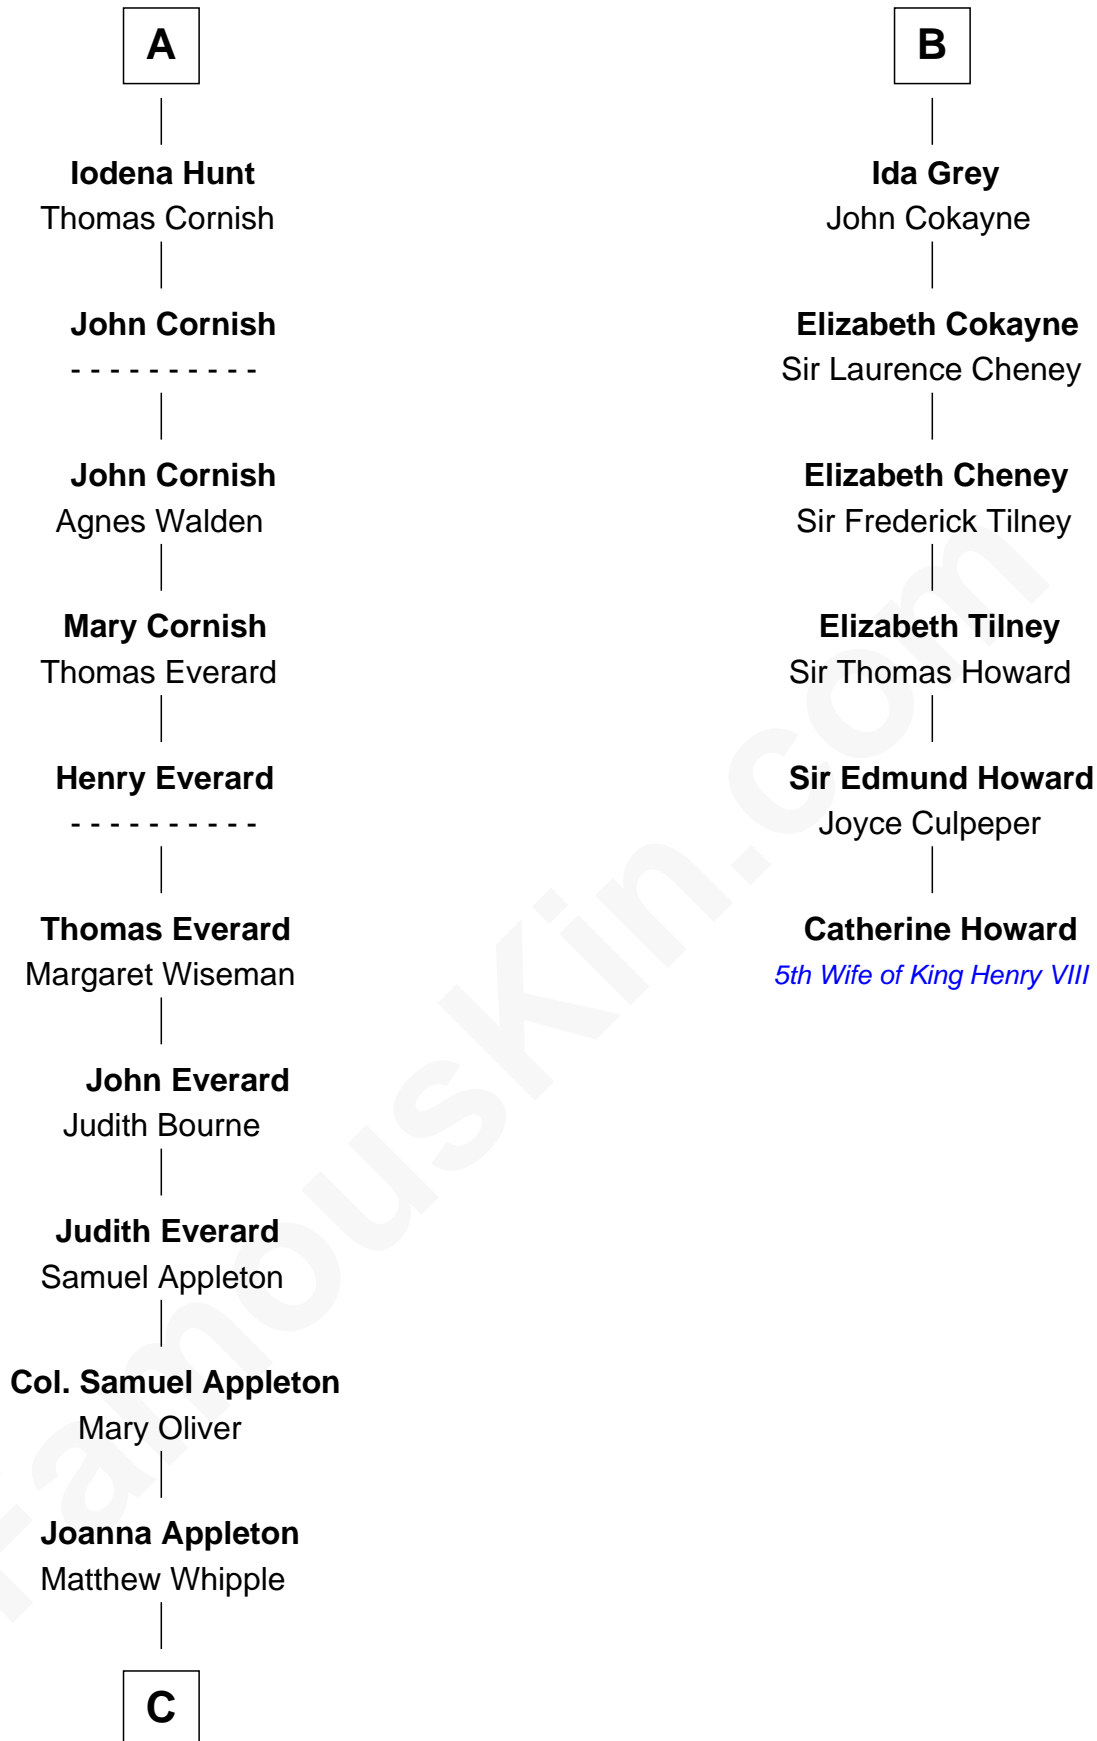 A
Iodena Hunt
Thomas Cornish
John Cornish
- - - - - - - - - -
John Cornish
Agnes Walden
Mary Cornish
Thomas Everard
Henry Everard
- - - - - - - - - -
Thomas Everard
Margaret Wiseman
John Everard
Judith Bourne
Judith Everard
Samuel Appleton
Col. Samuel Appleton
Mary Oliver
Joanna Appleton
Matthew Whipple
C
B
Ida Grey
John Cokayne
Elizabeth Cokayne
Sir Laurence Cheney
Elizabeth Cheney
Sir Frederick Tilney
Elizabeth Tilney
Sir Thomas Howard
Sir Edmund Howard
Joyce Culpeper
Catherine Howard
5th Wife of King Henry VIII
FamousKin.com